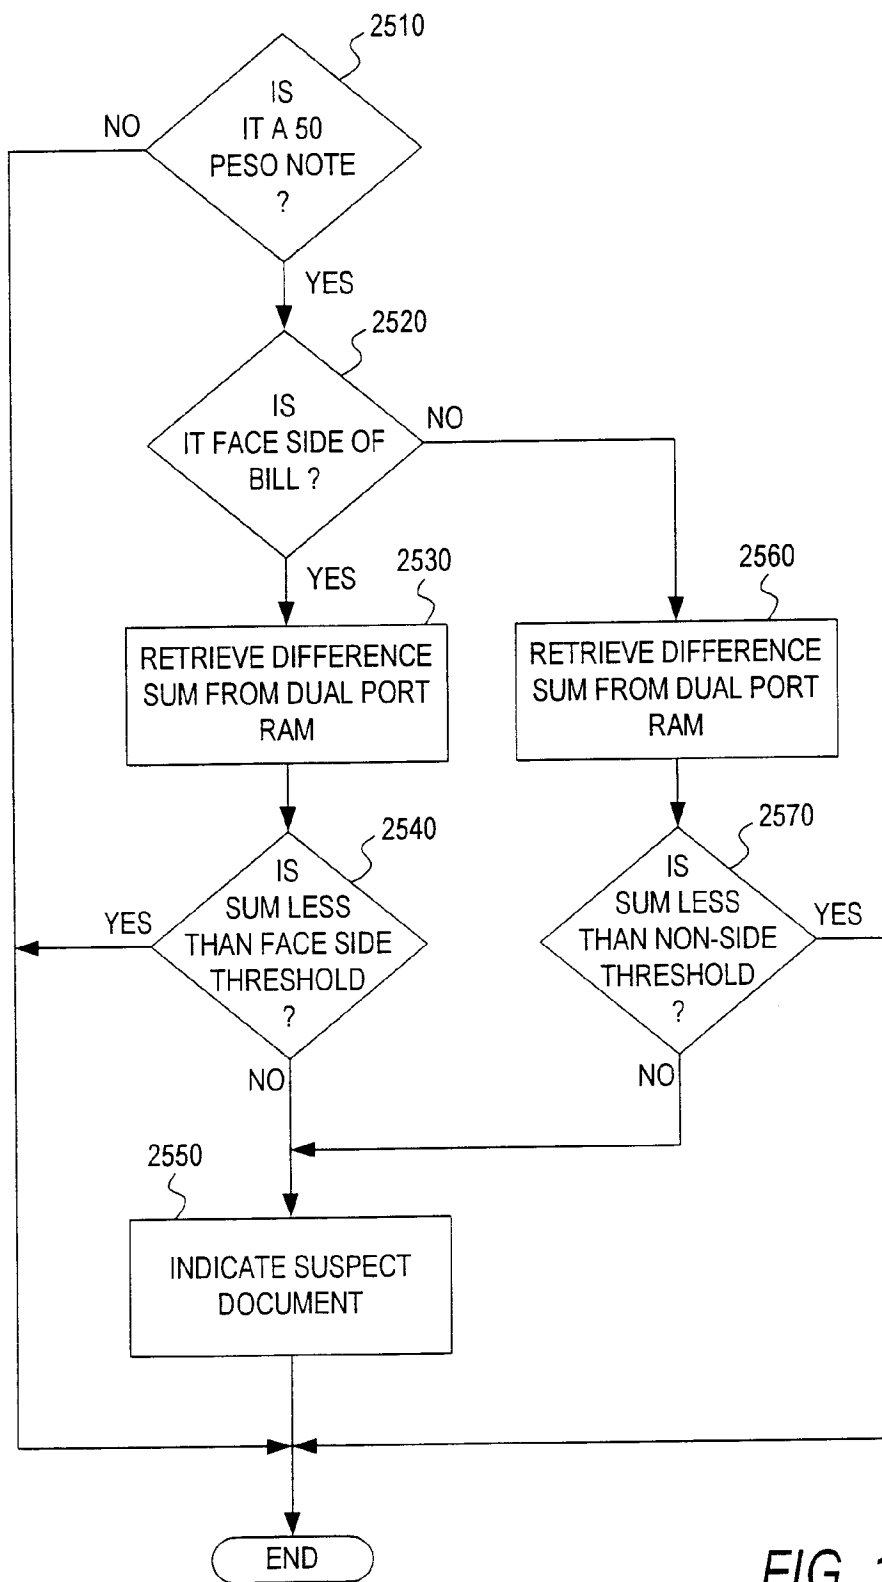 2510
IS
IT A 50
PESO NOTE
?
NO
YES
2520
IS
IT FACE SIDE OF
BILL ?
NO
YES
2530
RETRIEVE DIFFERENCE
SUM FROM DUAL PORT
RAM
2560
RETRIEVE DIFFERENCE
SUM FROM DUAL PORT
RAM
2540
IS
SUM LESS
THAN FACE SIDE
THRESHOLD
?
YES
NO
2570
IS
SUM LESS
THAN NON-SIDE
THRESHOLD
?
YES
NO
2550
INDICATE SUSPECT
DOCUMENT
END
FIG.